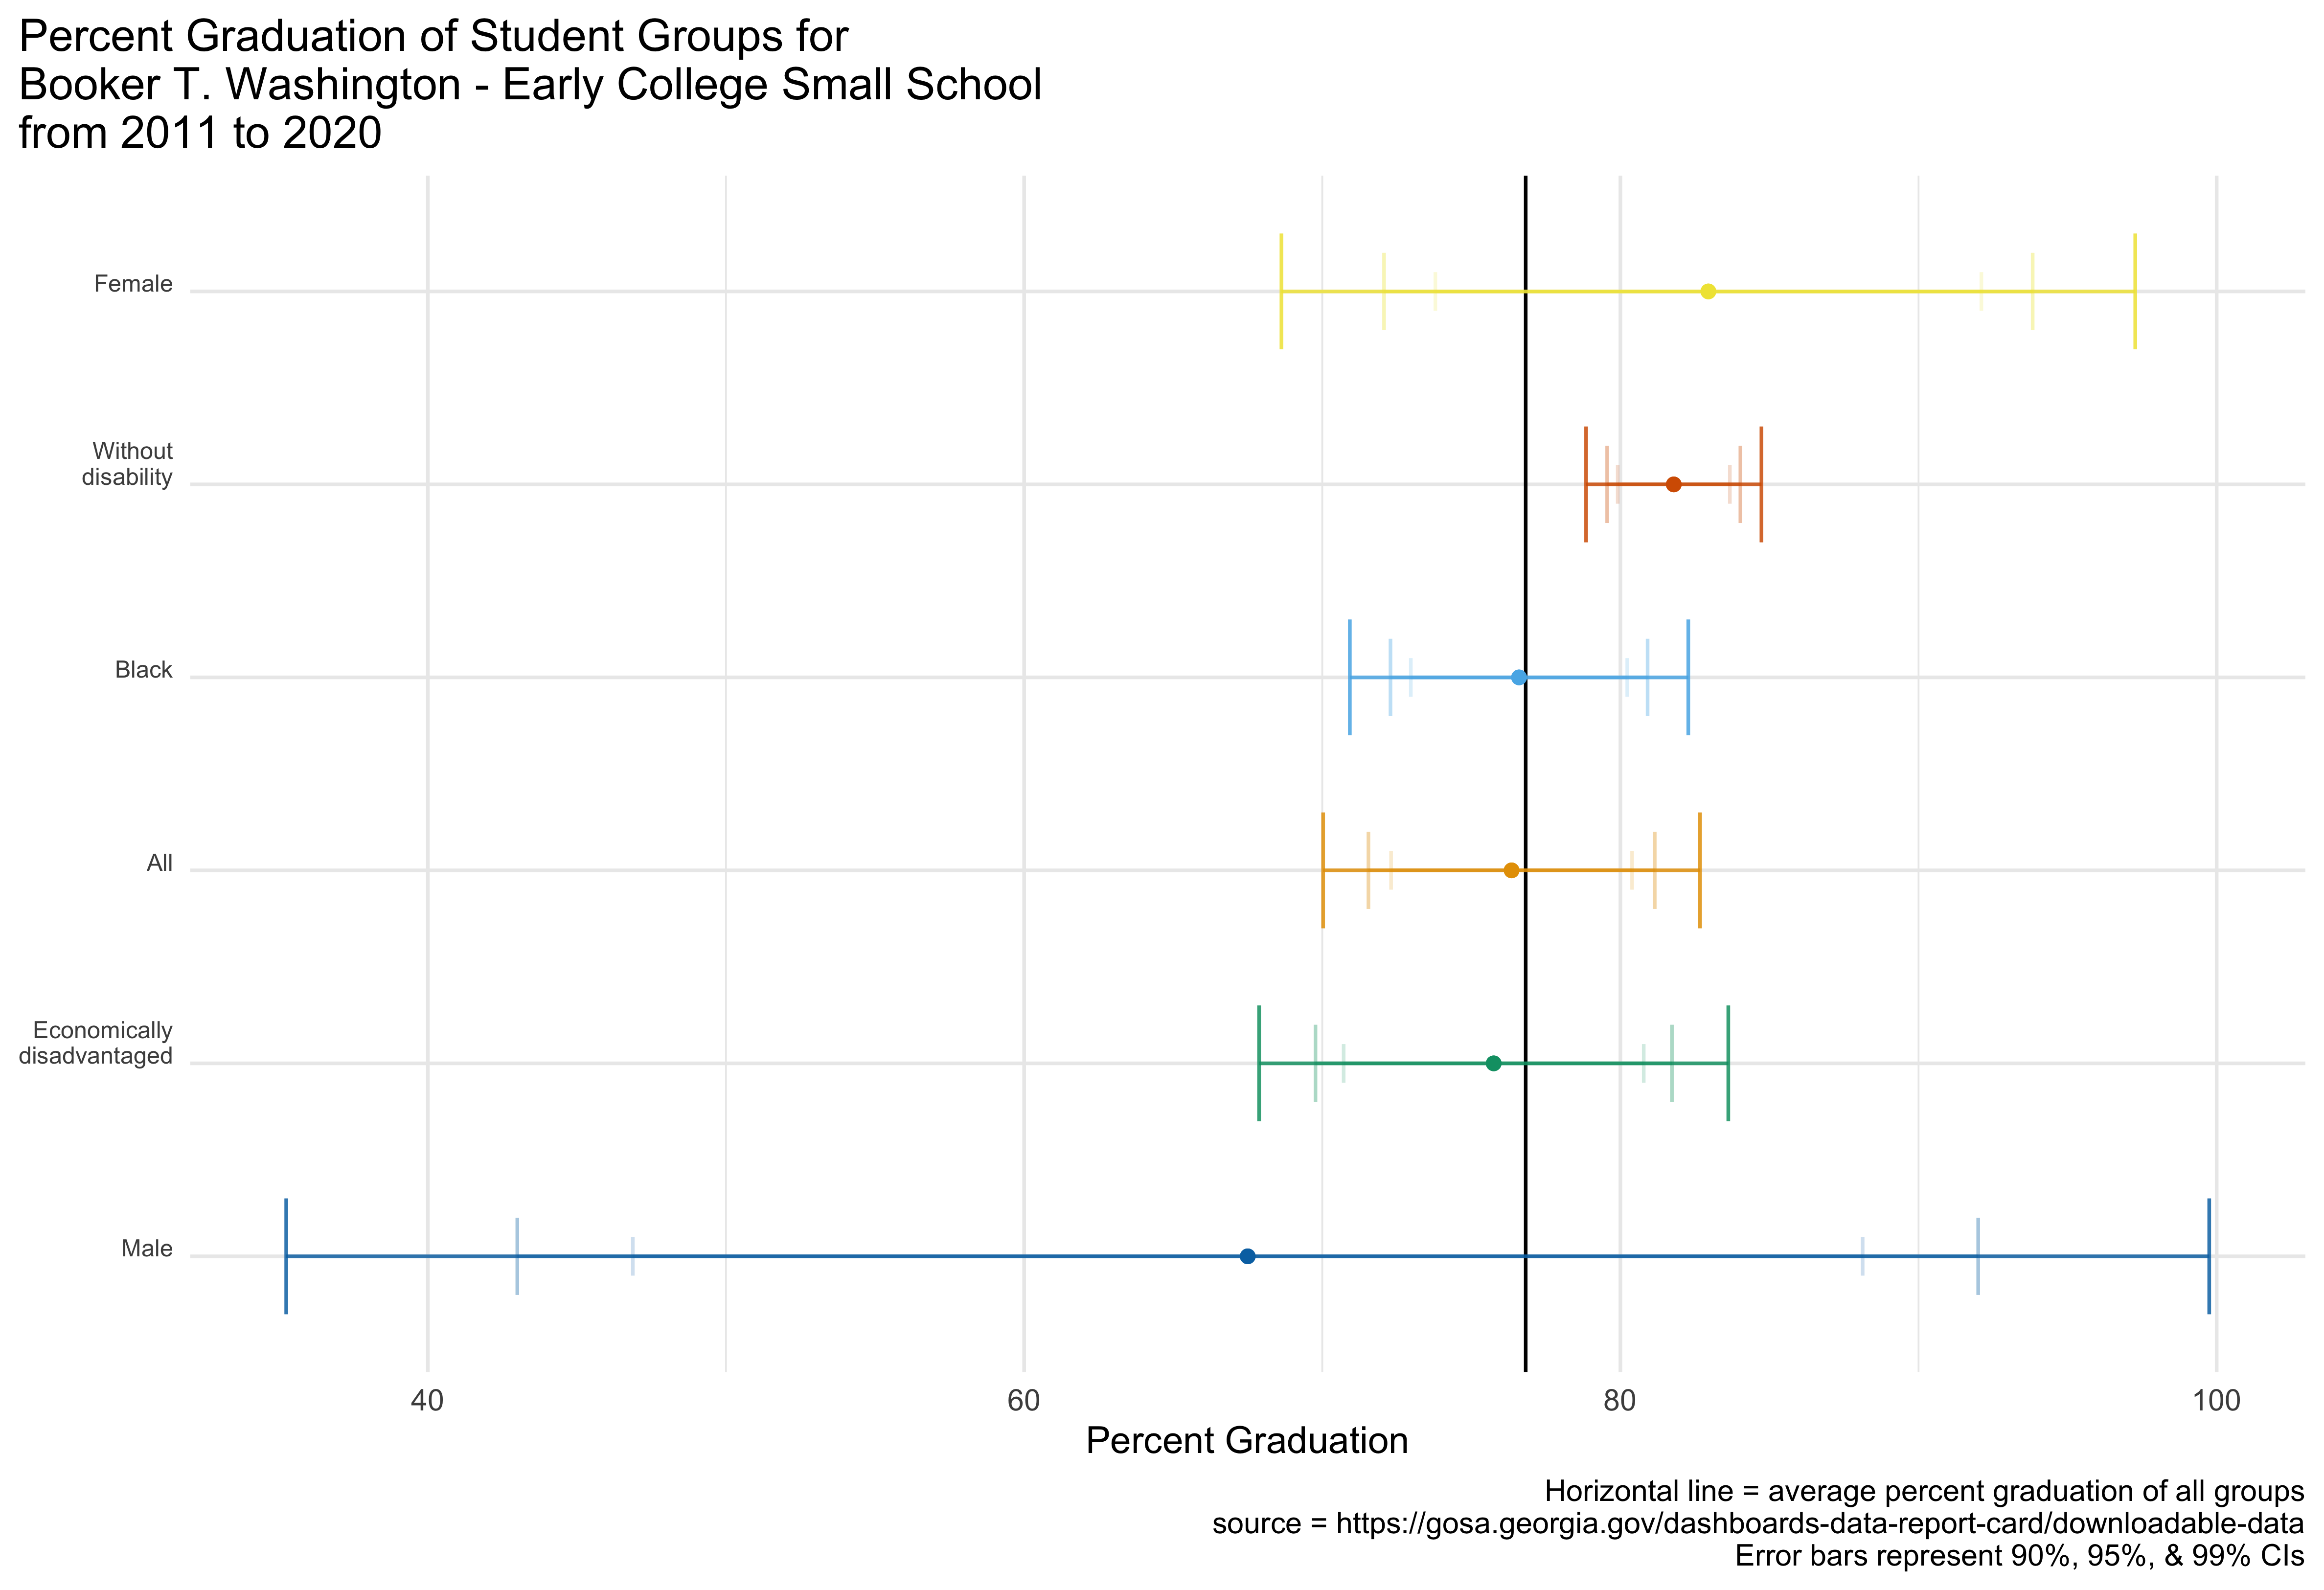 Percent Graduation of Student Groups for
Booker T. Washington - Early College Small School
from 2011 to 2020
Female
Without
disability
Black
All
Economically
disadvantaged
Male
40
60
80
100
Percent Graduation
Horizontal line = average percent graduation of all groups
source = https://gosa.georgia.gov/dashboards-data-report-card/downloadable-data
Error bars represent 90%, 95%, & 99% CIs